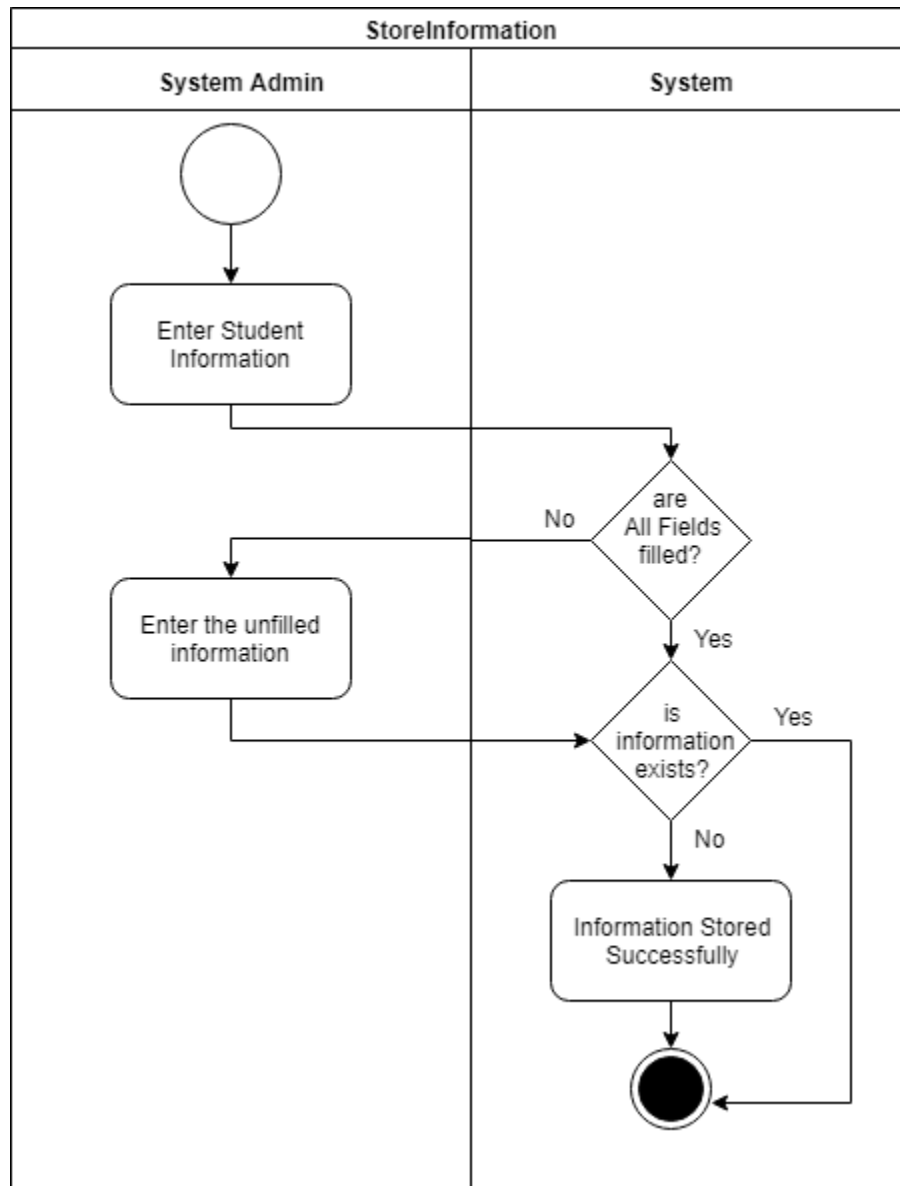 StoreInformation
System Admin
System
Enter Student
Information
are
All Fields
filled?
No
Enter the unfilled
information
Yes
is
information
exists?
Yes
No
Information Stored
Successfully